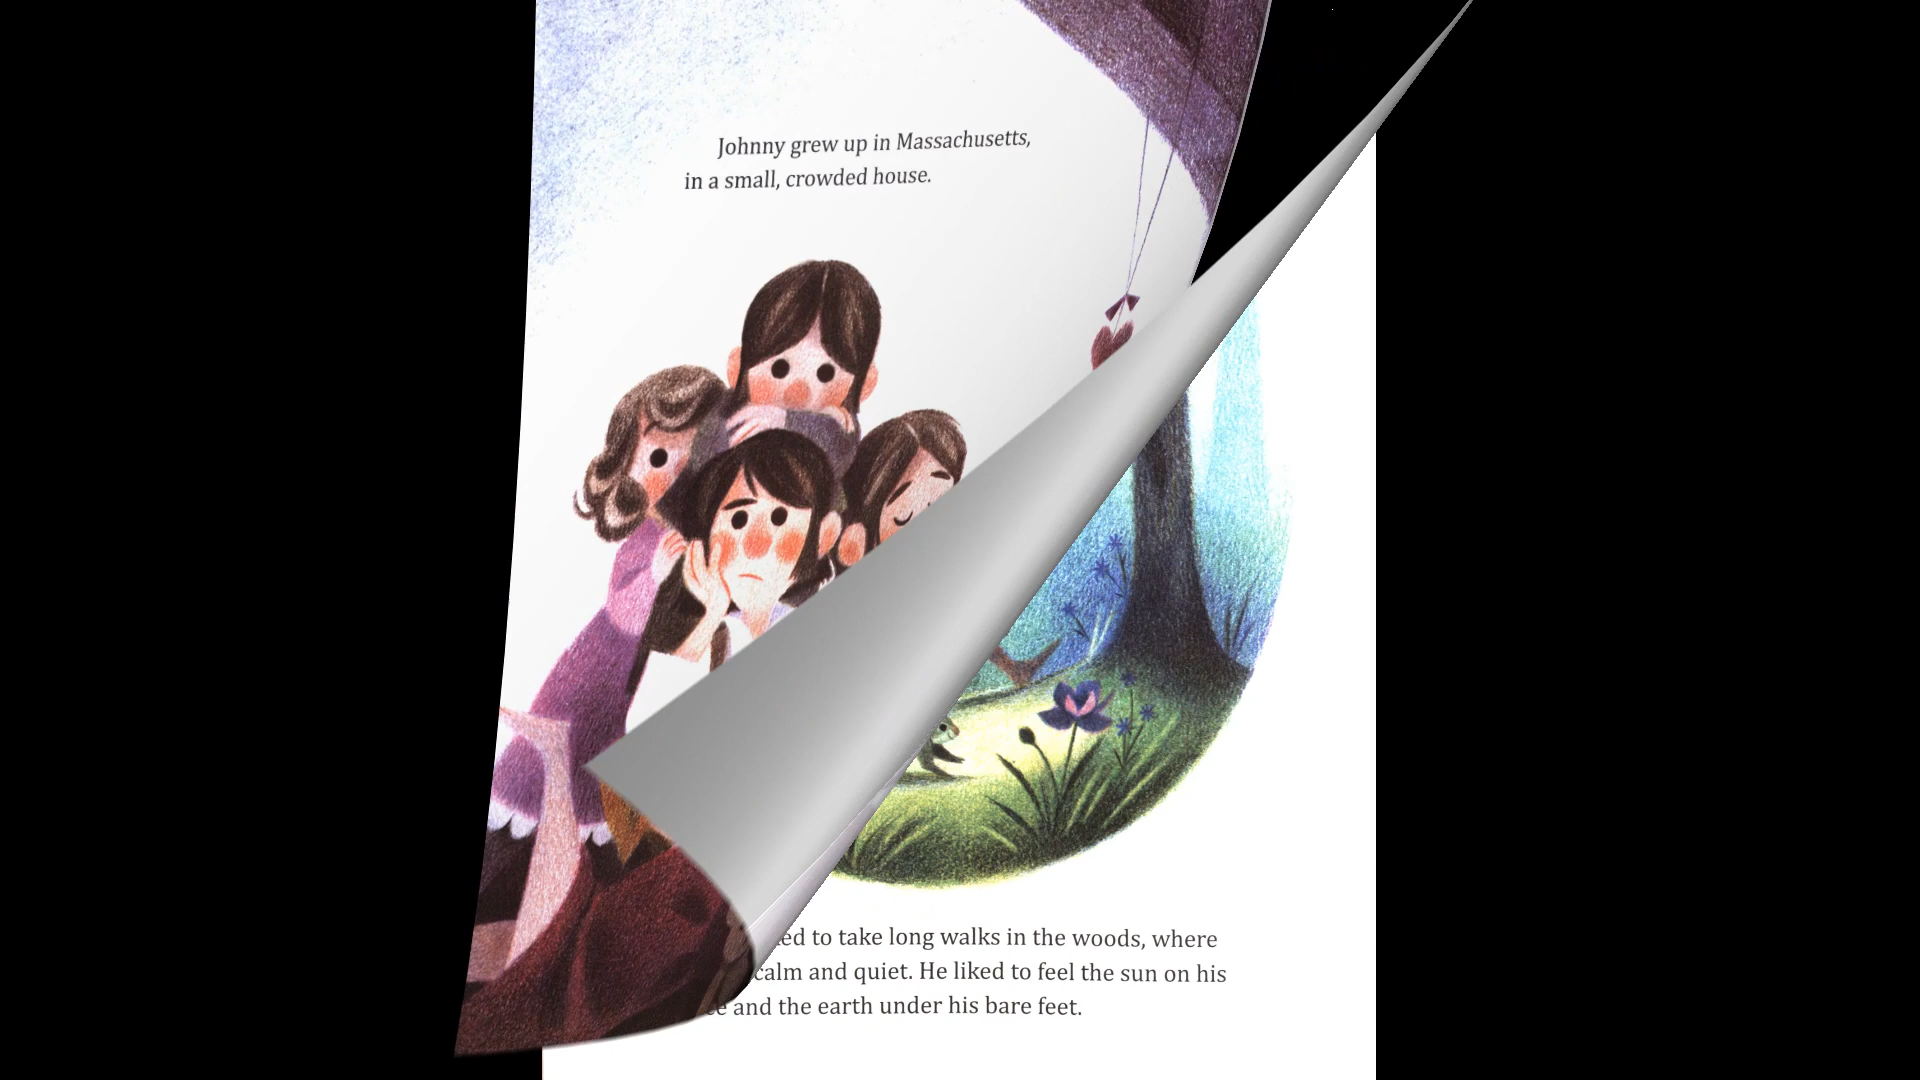 Johnny grew up in Massachusetts,
in a small, crowded house.
to take long walks in the woods, where
calm and quiet. He liked to feel the sun on his
and the earth under his bare feet.